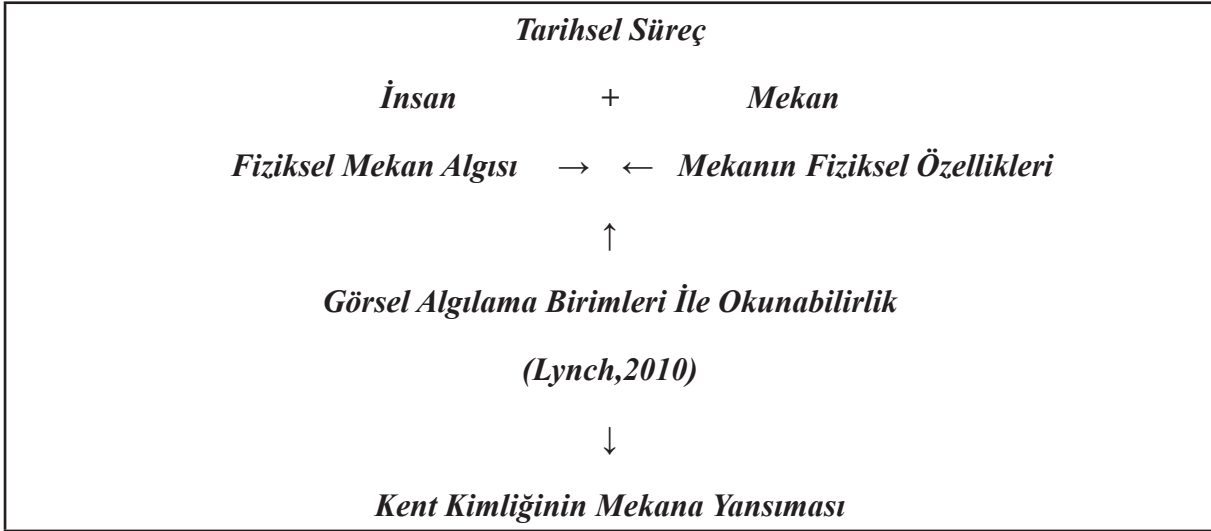 Tarihsel Süreç
İnsan + Mekan
Fiziksel Mekan Algısı → ← Mekanın Fiziksel Özellikleri
↑
Görsel Algılama Birimleri İle Okunabilirlik
(Lynch,2010)
↓
Kent Kimliğinin Mekana Yansıması